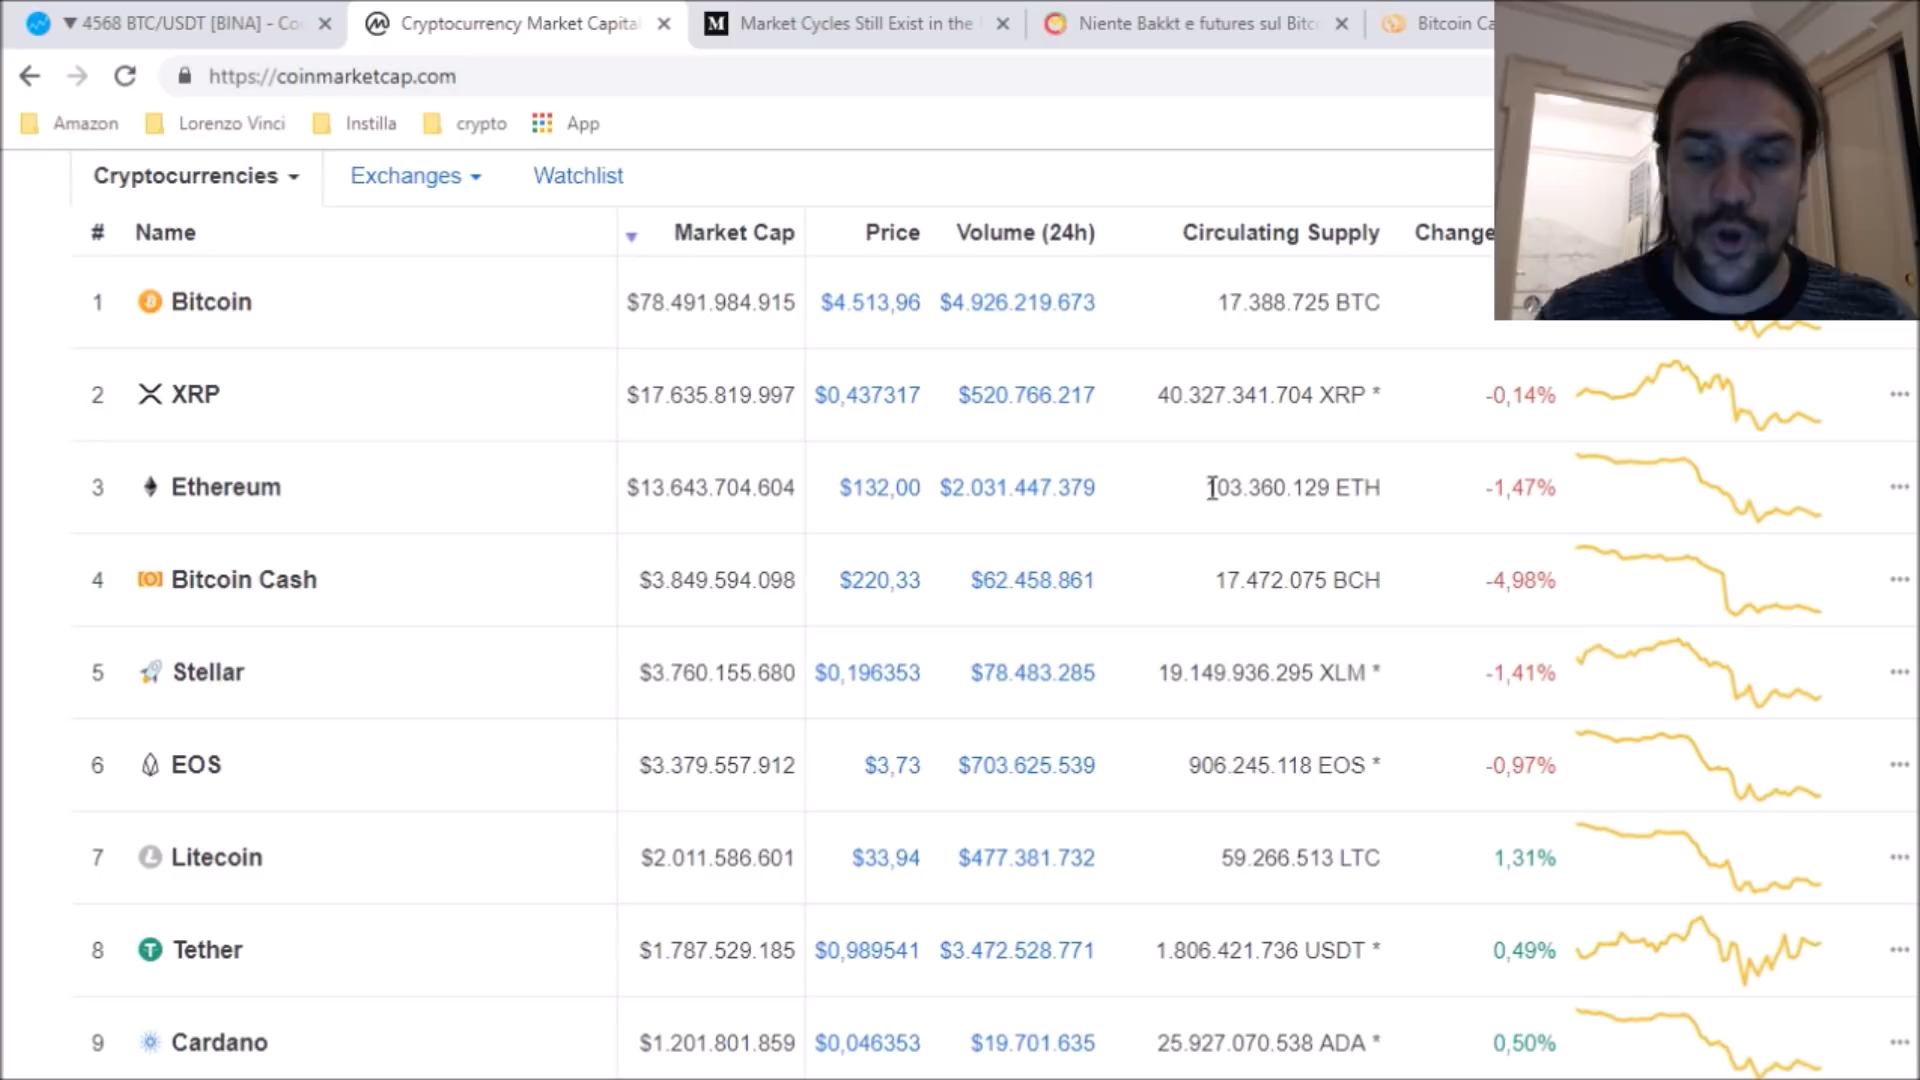 ▼ 4568 BTC/USDT [BINA] - Co
Cryptocurrency Market Capital
M
Market Cycles Still Exist in the
Niente Bakkt e futures sul Bitc
Bitcoin Ca
https://coinmarketcap.com
Amazon Lorenzo Vinci Instilla crypto App
Cryptocurrencies Exchanges Watchlist
# Name Market Cap Price Volume (24h) Circulating Supply Change
1 Bitcoin $78.491.984.915 $4.513,96 $4.926.219.673 17.388.725 BTC
2 XRP $17.635.819.997 $0,437317 $520.766.217 40.327.341.704 XRP * -0,14%
3 Ethereum $13.643.704.604 $132,00 $2.031.447.379 103.360.129 ETH -1,47%
4 Bitcoin Cash $3.849.594.098 $220,33 $62.458.861 17.472.075 BCH -4,98%
5 Stellar $3.760.155.680 $0,196353 $78.483.285 19.149.936.295 XLM * -1,41%
6 EOS $3.379.557.912 $3,73 $703.625.539 906.245.118 EOS * -0,97%
7 Litecoin $2.011.586.601 $33,94 $477.381.732 59.266.513 LTC 1,31%
8 Tether $1.787.529.185 $0,989541 $3.472.528.771 1.806.421.736 USDT * 0,49%
9 Cardano $1.201.801.859 $0,046353 $19.701.635 25.927.070.538 ADA * 0,50%